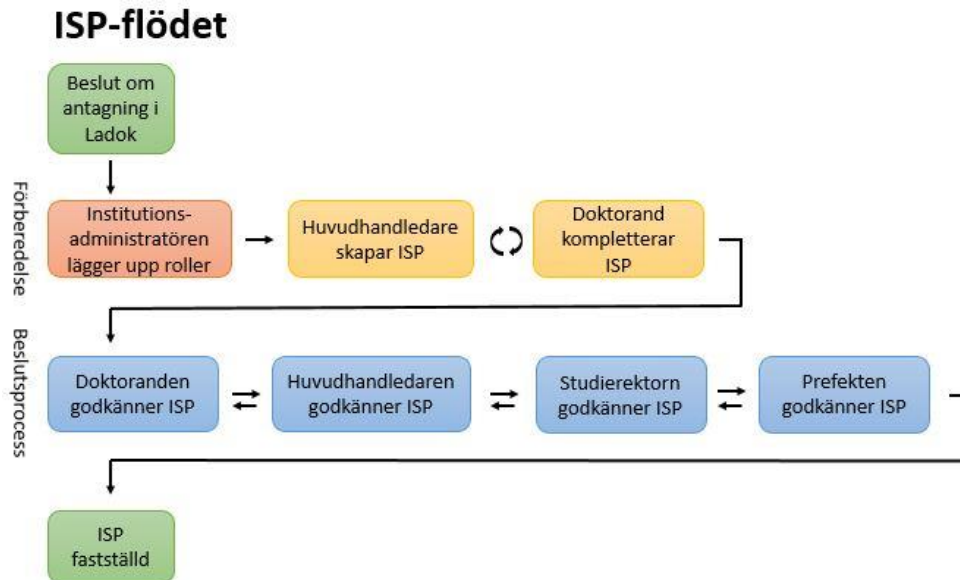 ISP-flödet
Beslut om
antagning i
Ladok
Förberedelse
Institutions-
administratören
lägger upp roller
Huvudhandledare
skapar ISP
Doktorand
kompletterar
ISP
Beslutsprocess
Doktoranden
godkänner ISP
Huvudhandledaren
godkänner ISP
Studierektorn
godkänner ISP
Prefekten
godkänner ISP
ISP
fastställd